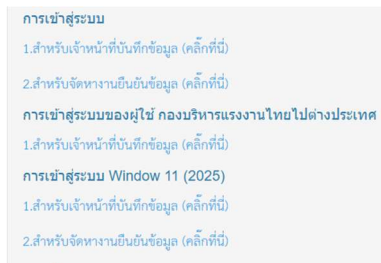 การเข้าสู่ระบบ
1.สำหรับเจ้าหน้าที่บันทึกข้อมูล (คลิ๊กที่นี่)
2.สำหรับจัดหางานยืนยันข้อมูล (คลิ๊กที่นี่)
การเข้าสู่ระบบของผู้ใช้ กองบริหารแรงงานไทยไปต่างประเทศ
1.สำหรับเจ้าหน้าที่บันทึกข้อมูล (คลิ๊กที่นี่)
การเข้าสู่ระบบ Window 11 (2025)
1.สำหรับเจ้าหน้าที่บันทึกข้อมูล (คลิ๊กที่นี่)
2.สำหรับจัดหางานยืนยันข้อมูล (คลิ๊กที่นี่)